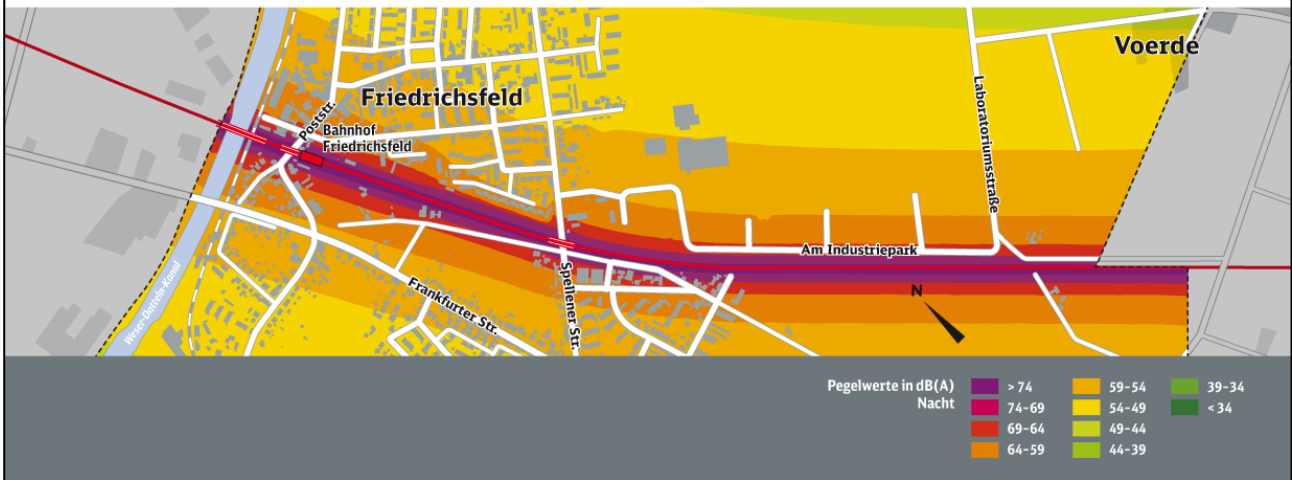 Voerde
Friedrichsfeld
Poststr.
Bahnhof
Friedrichsfeld
Laboratoriumsstraße
Am Industriepark
Weser-Datteln-Kanal
Frankfurter Str.
Spellener Str.
N
Pegelwerte in dB(A)
Nacht
> 74
74-69
69-64
64-59
59-54
54-49
49-44
44-39
39-34
< 34